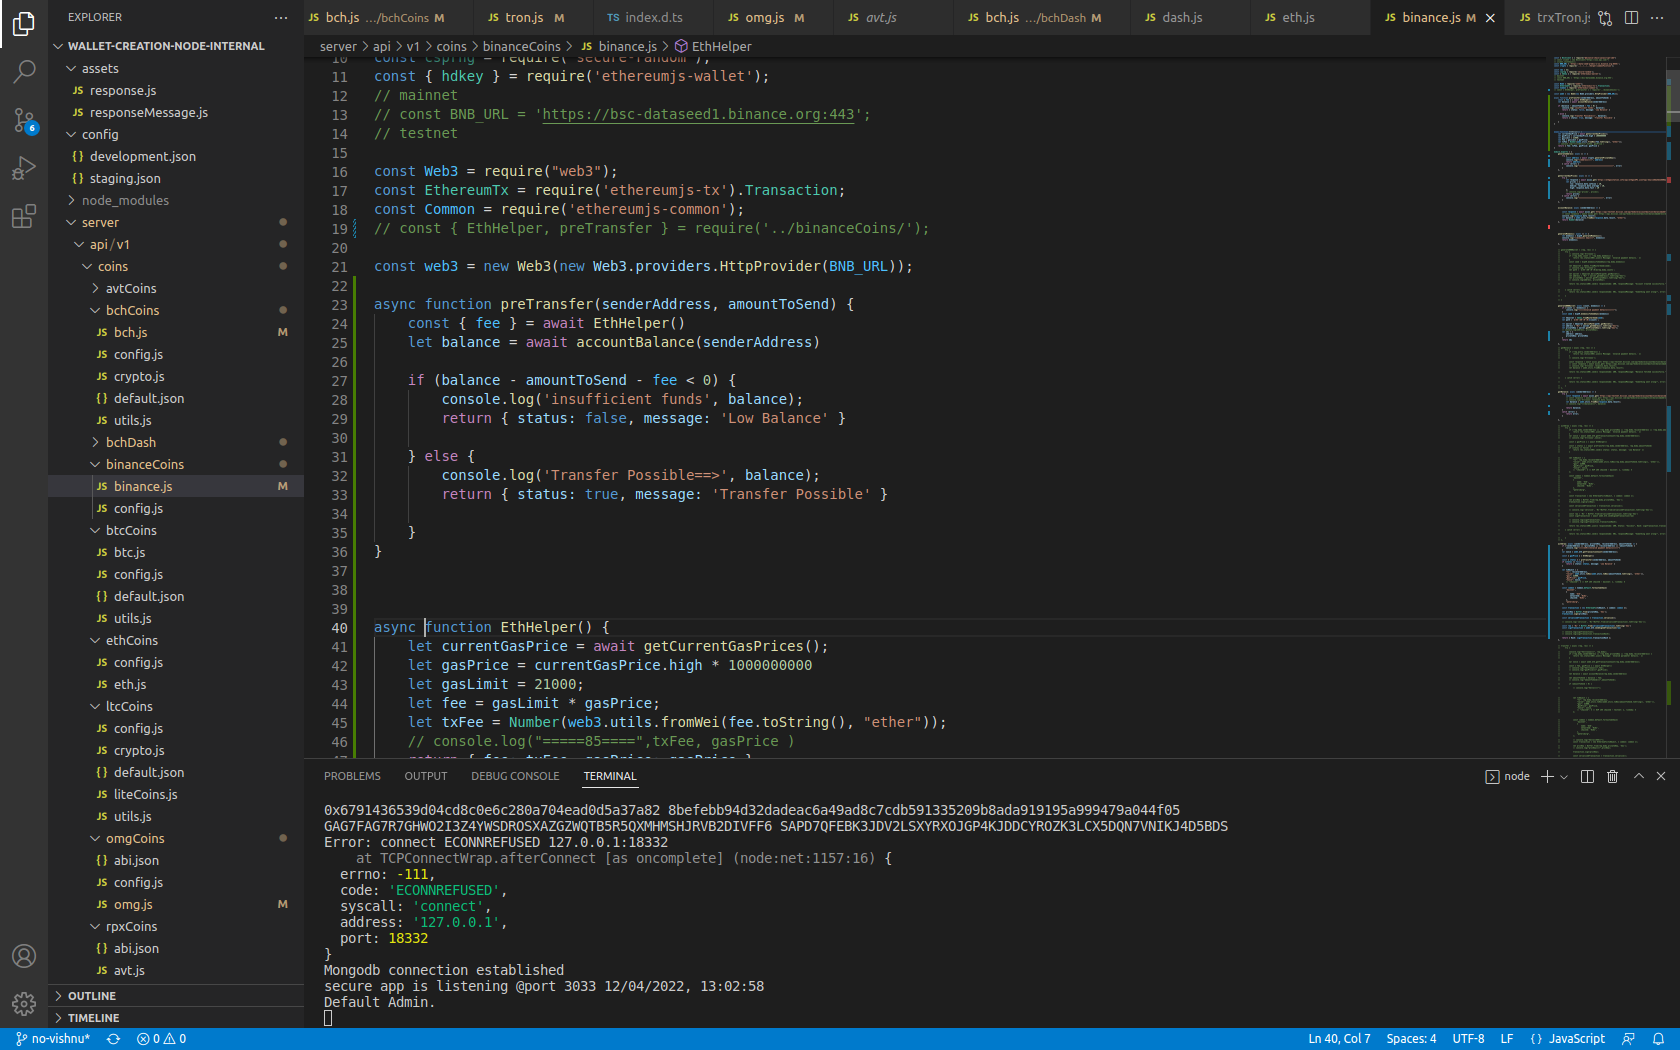 EXPLORER
JS bch.js .../bchCoins M
JS tron.js M
TS index.d.ts
JS omg.js M
JS avt.js
JS bch.js .../bchDash M
JS dash.js
JS eth.js
JS binance.js M
JS trxTron.js
server > api > v1 > coins > binanceCoins > JS binance.js > EthHelper
WALLET-CREATION-NODE-INTERNAL
assets
JS response.js
JS responseMessage.js
config
{} development.json
{} staging.json
node_modules
server
api/v1
coins
avtCoins
bchCoins
JS bch.js M
JS config.js
JS crypto.js
{} default.json
JS utils.js
bchDash
binanceCoins
JS binance.js M
JS config.js
btcCoins
JS btc.js
JS config.js
{} default.json
JS utils.js
ethCoins
JS config.js
JS eth.js
ltcCoins
JS config.js
JS crypto.js
{} default.json
JS liteCoins.js
JS utils.js
omgCoins
{} abi.json
JS config.js
JS omg.js M
rpxCoins
{} abi.json
JS avt.js
OUTLINE
TIMELINE
6
10 const csprng = require('secure-random');
11 const { hdkey } = require('ethereumjs-wallet');
12 // mainnet
13 // const BNB_URL = 'https://bsc-dataseed1.binance.org:443';
14 // testnet
15
16 const Web3 = require("web3");
17 const EthereumTx = require('ethereumjs-tx').Transaction;
18 const Common = require('ethereumjs-common');
19 // const { EthHelper, preTransfer } = require('../binanceCoins/');
20
21 const web3 = new Web3(new Web3.providers.HttpProvider(BNB_URL));
22
23 async function preTransfer(senderAddress, amountToSend) {
24 const { fee } = await EthHelper()
25 let balance = await accountBalance(senderAddress)
26
27 if (balance - amountToSend - fee < 0) {
28 console.log('insufficient funds', balance);
29 return { status: false, message: 'Low Balance' }
30
31 } else {
32 console.log('Transfer Possible==>', balance);
33 return { status: true, message: 'Transfer Possible' }
34
35 }
36 }
37
38
39
40 async function EthHelper() {
41 let currentGasPrice = await getCurrentGasPrices();
42 let gasPrice = currentGasPrice.high * 1000000000
43 let gasLimit = 21000;
44 let fee = gasLimit * gasPrice;
45 let txFee = Number(web3.utils.fromWei(fee.toString(), "ether"));
46 // console.log("=====85====",txFee, gasPrice )
47 return { fee: txFee, gasPrice: gasPrice }
PROBLEMS OUTPUT DEBUG CONSOLE TERMINAL
node
0x6791436539d04cd8c0e6c280a704ead0d5a37a82 8befebb94d32dadeac6a49ad8c7cdb591335209b8ada919195a999479a044f05
GAG7FAG7R7GHWO2I3Z4YWSDROSXAZGZWQTB5R5QXMHMSHJRVB2DIVFF6 SAPD7QFEBK3JDV2LSXYRXOJGP4KJDDCYROZK3LCX5DQN7VNIKJ4D5BDS
Error: connect ECONNREFUSED 127.0.0.1:18332
at TCPConnectWrap.afterConnect [as oncomplete] (node:net:1157:16) {
errno: -111,
code: 'ECONNREFUSED',
syscall: 'connect',
address: '127.0.0.1',
port: 18332
}
Mongodb connection established
secure app is listening @port 3033 12/04/2022, 13:02:58
Default Admin.
no-vishnu* 0 0
Ln 40, Col 7 Spaces: 4 UTF-8 LF {} JavaScript